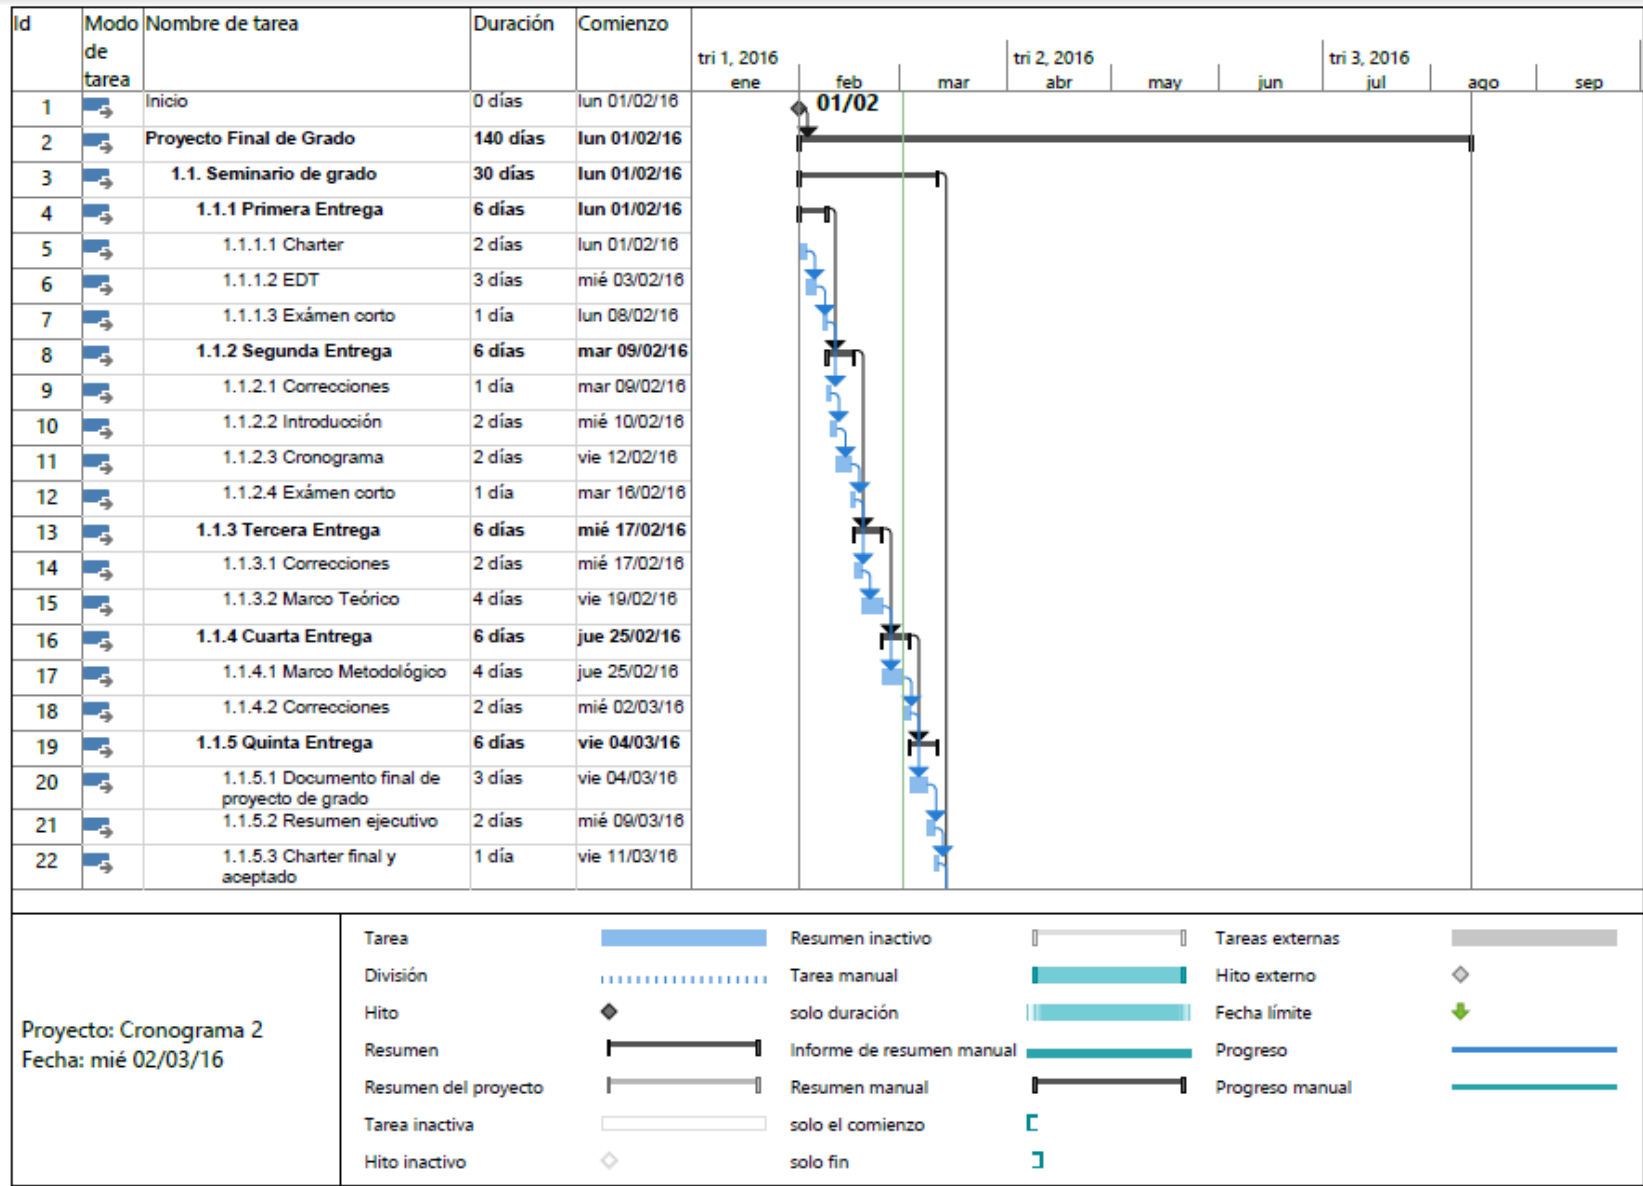 Id Modo de tarea Nombre de tarea Duración Comienzo
tri 1, 2016 tri 2, 2016 tri 3, 2016
ene feb mar abr may jun jul ago sep
1 Inicio 0 días lun 01/02/16 01/02
2 Proyecto Final de Grado 140 días lun 01/02/16
3 1.1. Seminario de grado 30 días lun 01/02/16
4 1.1.1 Primera Entrega 6 días lun 01/02/16
5 1.1.1.1 Charter 2 días lun 01/02/16
6 1.1.1.2 EDT 3 días mié 03/02/16
7 1.1.1.3 Exámen corto 1 día lun 08/02/16
8 1.1.2 Segunda Entrega 6 días mar 09/02/16
9 1.1.2.1 Correcciones 1 día mar 09/02/16
10 1.1.2.2 Introducción 2 días mié 10/02/16
11 1.1.2.3 Cronograma 2 días vie 12/02/16
12 1.1.2.4 Exámen corto 1 día mar 16/02/16
13 1.1.3 Tercera Entrega 6 días mié 17/02/16
14 1.1.3.1 Correcciones 2 días mié 17/02/16
15 1.1.3.2 Marco Teórico 4 días vie 19/02/16
16 1.1.4 Cuarta Entrega 6 días jue 25/02/16
17 1.1.4.1 Marco Metodológico 4 días jue 25/02/16
18 1.1.4.2 Correcciones 2 días mié 02/03/16
19 1.1.5 Quinta Entrega 6 días vie 04/03/16
20 1.1.5.1 Documento final de 3 días vie 04/03/16
proyecto de grado
21 1.1.5.2 Resumen ejecutivo 2 días mié 09/03/16
22 1.1.5.3 Charter final y 1 día vie 11/03/16
aceptado
Proyecto: Cronograma 2
Fecha: mié 02/03/16
Tarea
División
Hito
Resumen
Resumen del proyecto
Tarea inactiva
Hito inactivo
Resumen inactivo
Tarea manual
solo duración
Informe de resumen manual
Resumen manual
solo el comienzo
solo fin
Tareas externas
Hito externo
Fecha límite
Progreso
Progreso manual